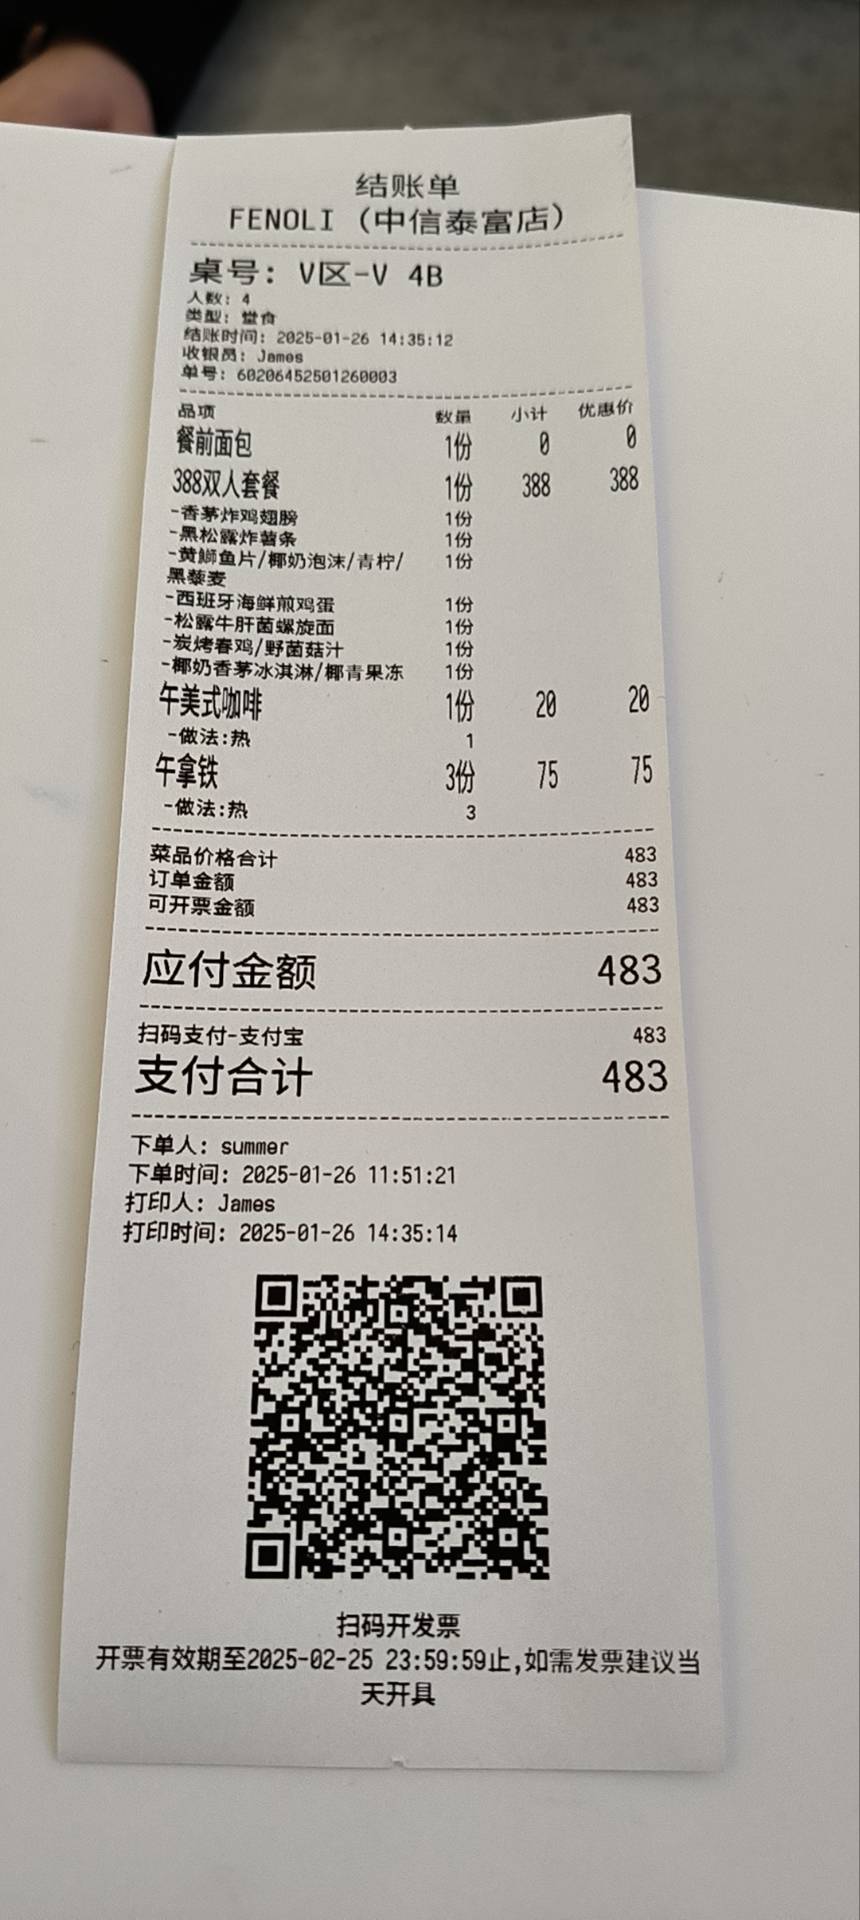 结账单
FENOLI (中信泰富店)
桌号: V区-V 4B
人数: 4
类型: 堂食
结账时间: 2025-01-26 14:35:12
收银员: James
单号: 60206452501260003
品项 数量 小计 优惠价
餐前面包 1份 0 0
388双人套餐 1份 388 388
-香茅炸鸡翅膀 1份
-黑松露炸薯条 1份
-黄鰤鱼片/椰奶泡沫/青柠/ 1份
黑藜麦
-西班牙海鲜煎鸡蛋 1份
-松露牛肝菌螺旋面 1份
-炭烤春鸡/野菌菇汁 1份
-椰奶香茅冰淇淋/椰青果冻 1份
午美式咖啡 1份 20 20
-做法:热 1
午拿铁 3份 75 75
-做法:热 3
菜品价格合计 483
订单金额 483
可开票金额 483
应付金额 483
扫码支付-支付宝 483
支付合计 483
下单人: summer
下单时间: 2025-01-26 11:51:21
打印人: James
打印时间: 2025-01-26 14:35:14
扫码开发票
开票有效期至2025-02-25 23:59:59止,如需发票建议当
天开具